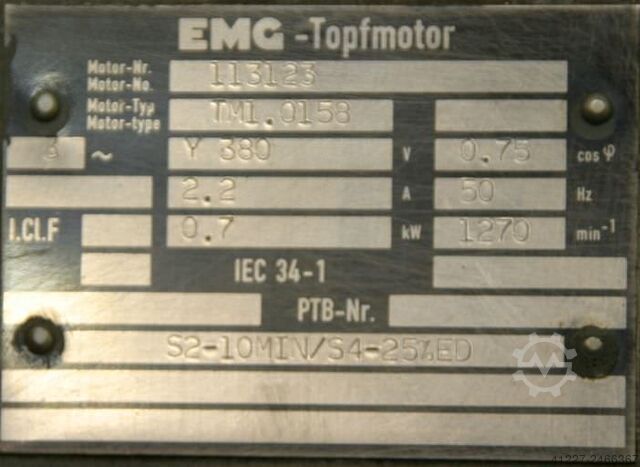 EMG -Topfmotor
Motor-Nr. 113123
Motor-No.
Motor-Typ TM1.0158
Motor-type
3 ~ Y 380 V 0.75 cos φ
2.2 A 50 Hz
I.Cl.F 0.7 kW 1270 min-1
IEC 34-1
PTB-Nr.
S2-10MIN/S4-25%ED
41227-2466367